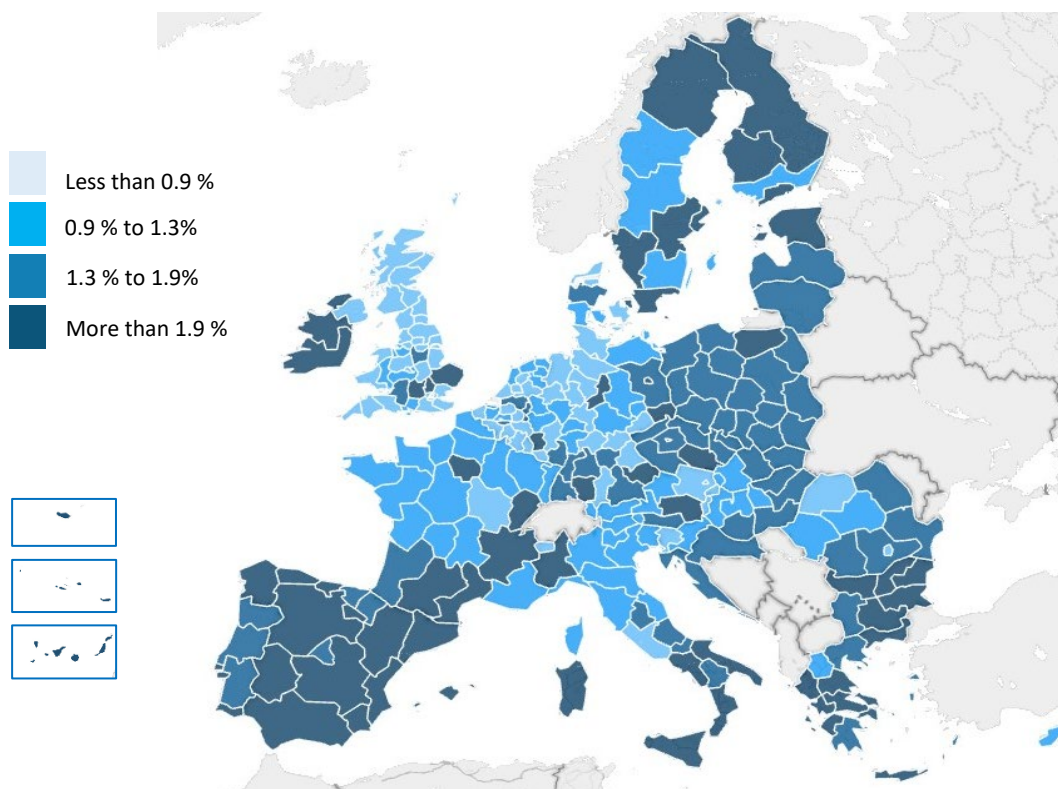 Less than 0.9 %
0.9 % to 1.3%
1.3 % to 1.9%
More than 1.9 %